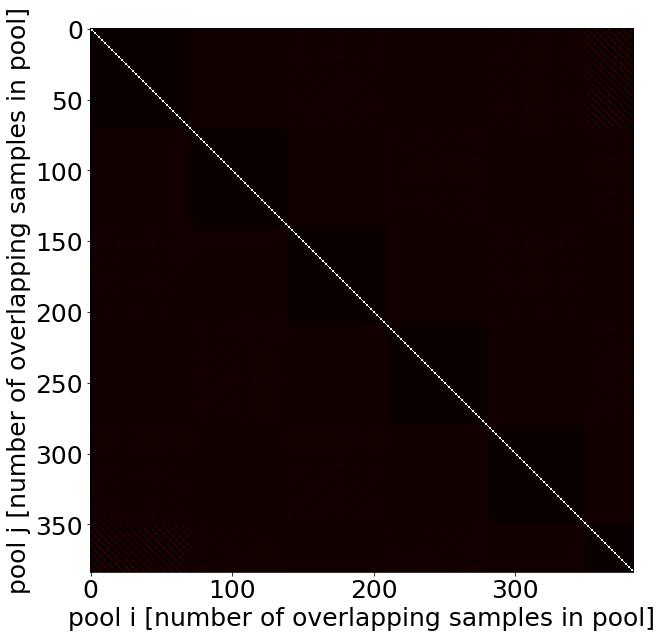 0
50
100
150
200
250
300
350
pool j [number of overlapping samples in pool]
0 100 200 300
pool i [number of overlapping samples in pool]